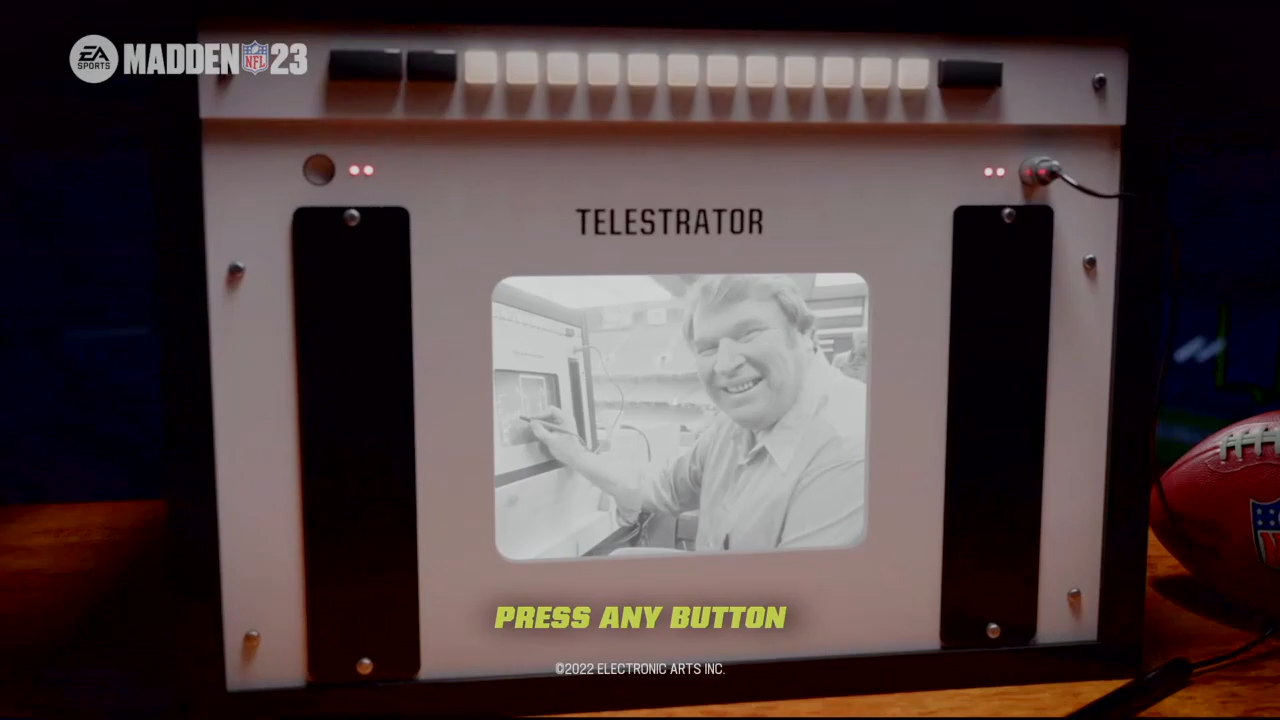 EA
SPORTS
MADDEN NFL 23
TELESTRATOR
PRESS ANY BUTTON
©2022 ELECTRONIC ARTS INC.